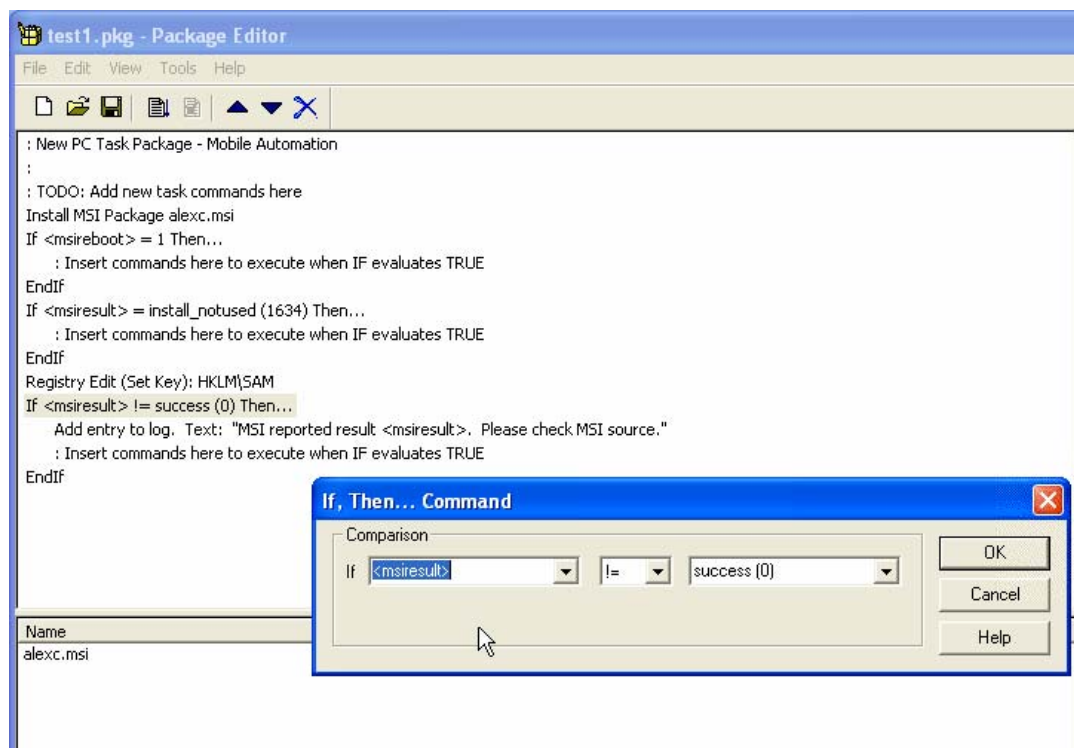 test1.pkg - Package Editor
File Edit View Tools Help
: New PC Task Package - Mobile Automation
:
: TODO: Add new task commands here
Install MSI Package alexc.msi
If <msireboot> = 1 Then...
: Insert commands here to execute when IF evaluates TRUE
EndIf
If <msiresult> = install_notused (1634) Then...
: Insert commands here to execute when IF evaluates TRUE
EndIf
Registry Edit (Set Key): HKLM\SAM
If <msiresult> != success (0) Then...
Add entry to log. Text: "MSI reported result <msiresult>. Please check MSI source."
: Insert commands here to execute when IF evaluates TRUE
EndIf
If, Then... Command
Comparison
If <msiresult> != success (0)
OK
Cancel
Help
Name
alexc.msi